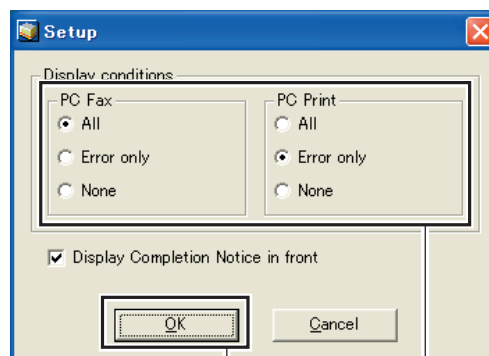 Setup
Display conditions
PC Fax
All
Error only
None
PC Print
All
Error only
None
Display Completion Notice in front
OK
Cancel